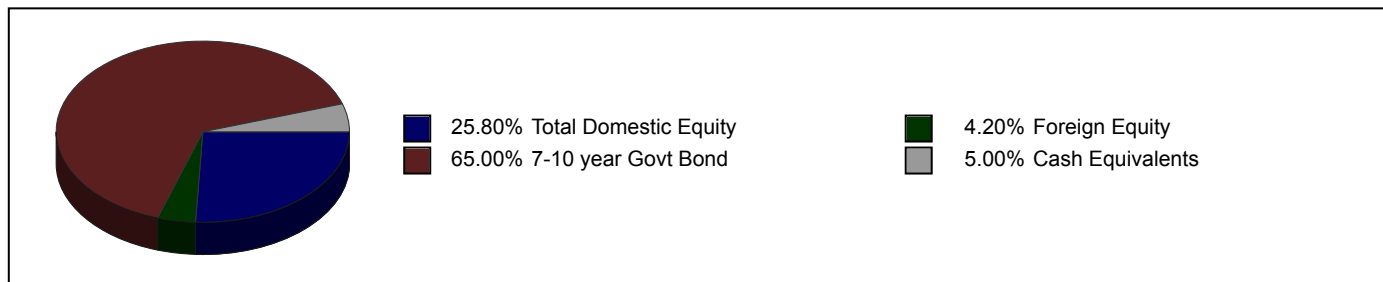 25.80% Total Domestic Equity
4.20% Foreign Equity
65.00% 7-10 year Govt Bond
5.00% Cash Equivalents